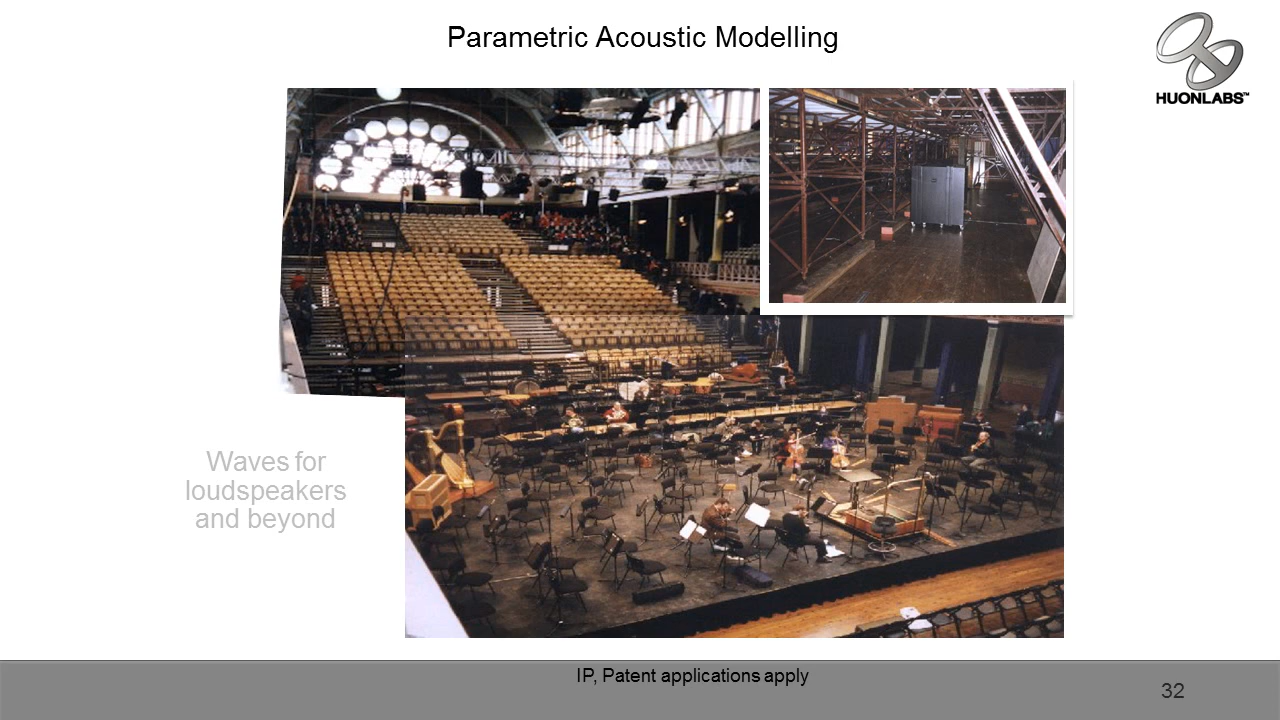 Parametric Acoustic Modelling
HUONLABS™
Waves for
loudspeakers
and beyond
IP, Patent applications apply
32